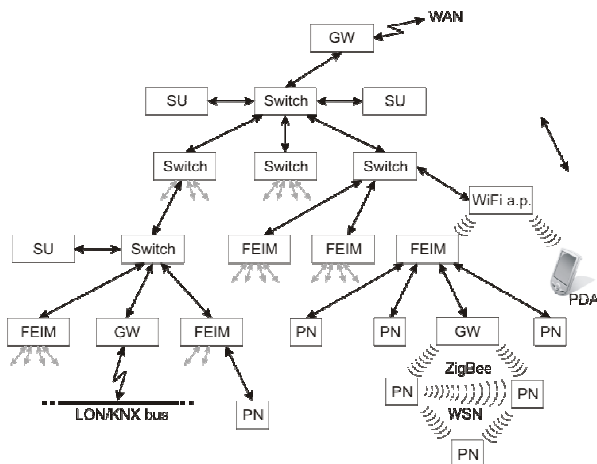 WAN
GW
SU
Switch
SU
Switch
Switch
Switch
WiFi a.p.
SU
Switch
FEIM
FEIM
FEIM
PDA
FEIM
GW
FEIM
PN
PN
GW
PN
ZigBee
PN
PN
LON/KNX bus
PN
WSN
PN